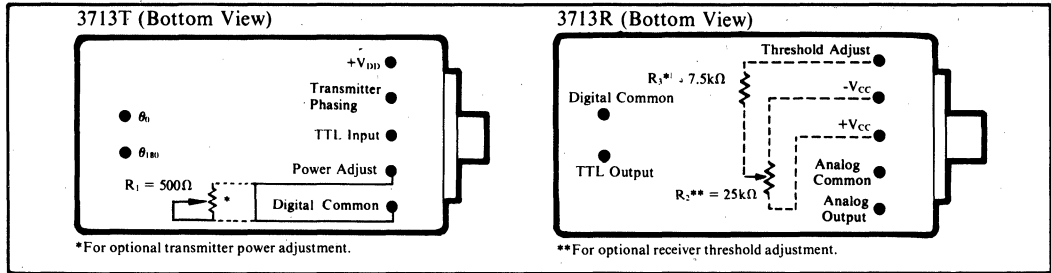 3713T (Bottom View)
+V_DD
Transmitter
Phasing
θ₀
TTL Input
θ₁₈₀
Power Adjust
R₁ = 500Ω
*
Digital Common
*For optional transmitter power adjustment.
3713R (Bottom View)
Threshold Adjust
R₃** 7.5kΩ
-V_CC
Digital Common
+V_CC
TTL Output
Analog
Common
R₂** = 25kΩ
Analog
Output
**For optional receiver threshold adjustment.